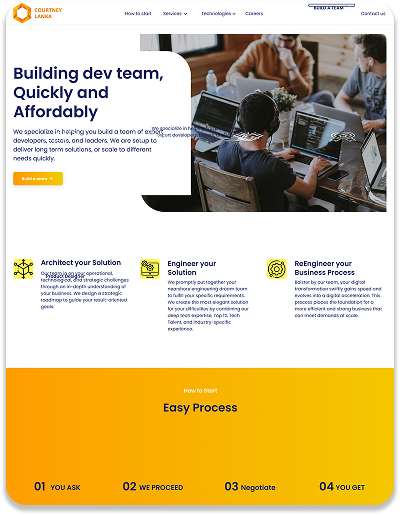 COURTNEY
LANKA
How to start
Services
Technologies
Careers
BUILD A TEAM
Contact us
Building dev team,
Quickly and
Affordably
We specialize in helping you build a team of expert
developers, testers, and leaders. We are setup to
deliver long term solutions, or scale to different
needs quickly.
We specialize in he
expert developers,
Build a team
Architect your Solution
Our team
operational,
Product Designer
technological, and strategic challenges
through an in-depth understanding of
your business. We design a strategic
roadmap to guide your result-oriented
goals.
Engineer your
Solution
We promptly put together your
nearshore engineering dream team
to fulfill your specific requirements.
We create the most elegant solution
for your difficulties by combining our
deep tech expertise, Top 1% tech
Talent, and industry-specific
experience.
ReEngineer your
Business Process
Bolster by our team, your digital
transformation swiftly gains speed and
evolves into a digital acceleration. This
process places the foundation for a
more efficient and strong business that
can meet demands at scale.
How to Start
Easy Process
01 YOU ASK
02 WE PROCEED
03 Negotiate
04 YOU GET